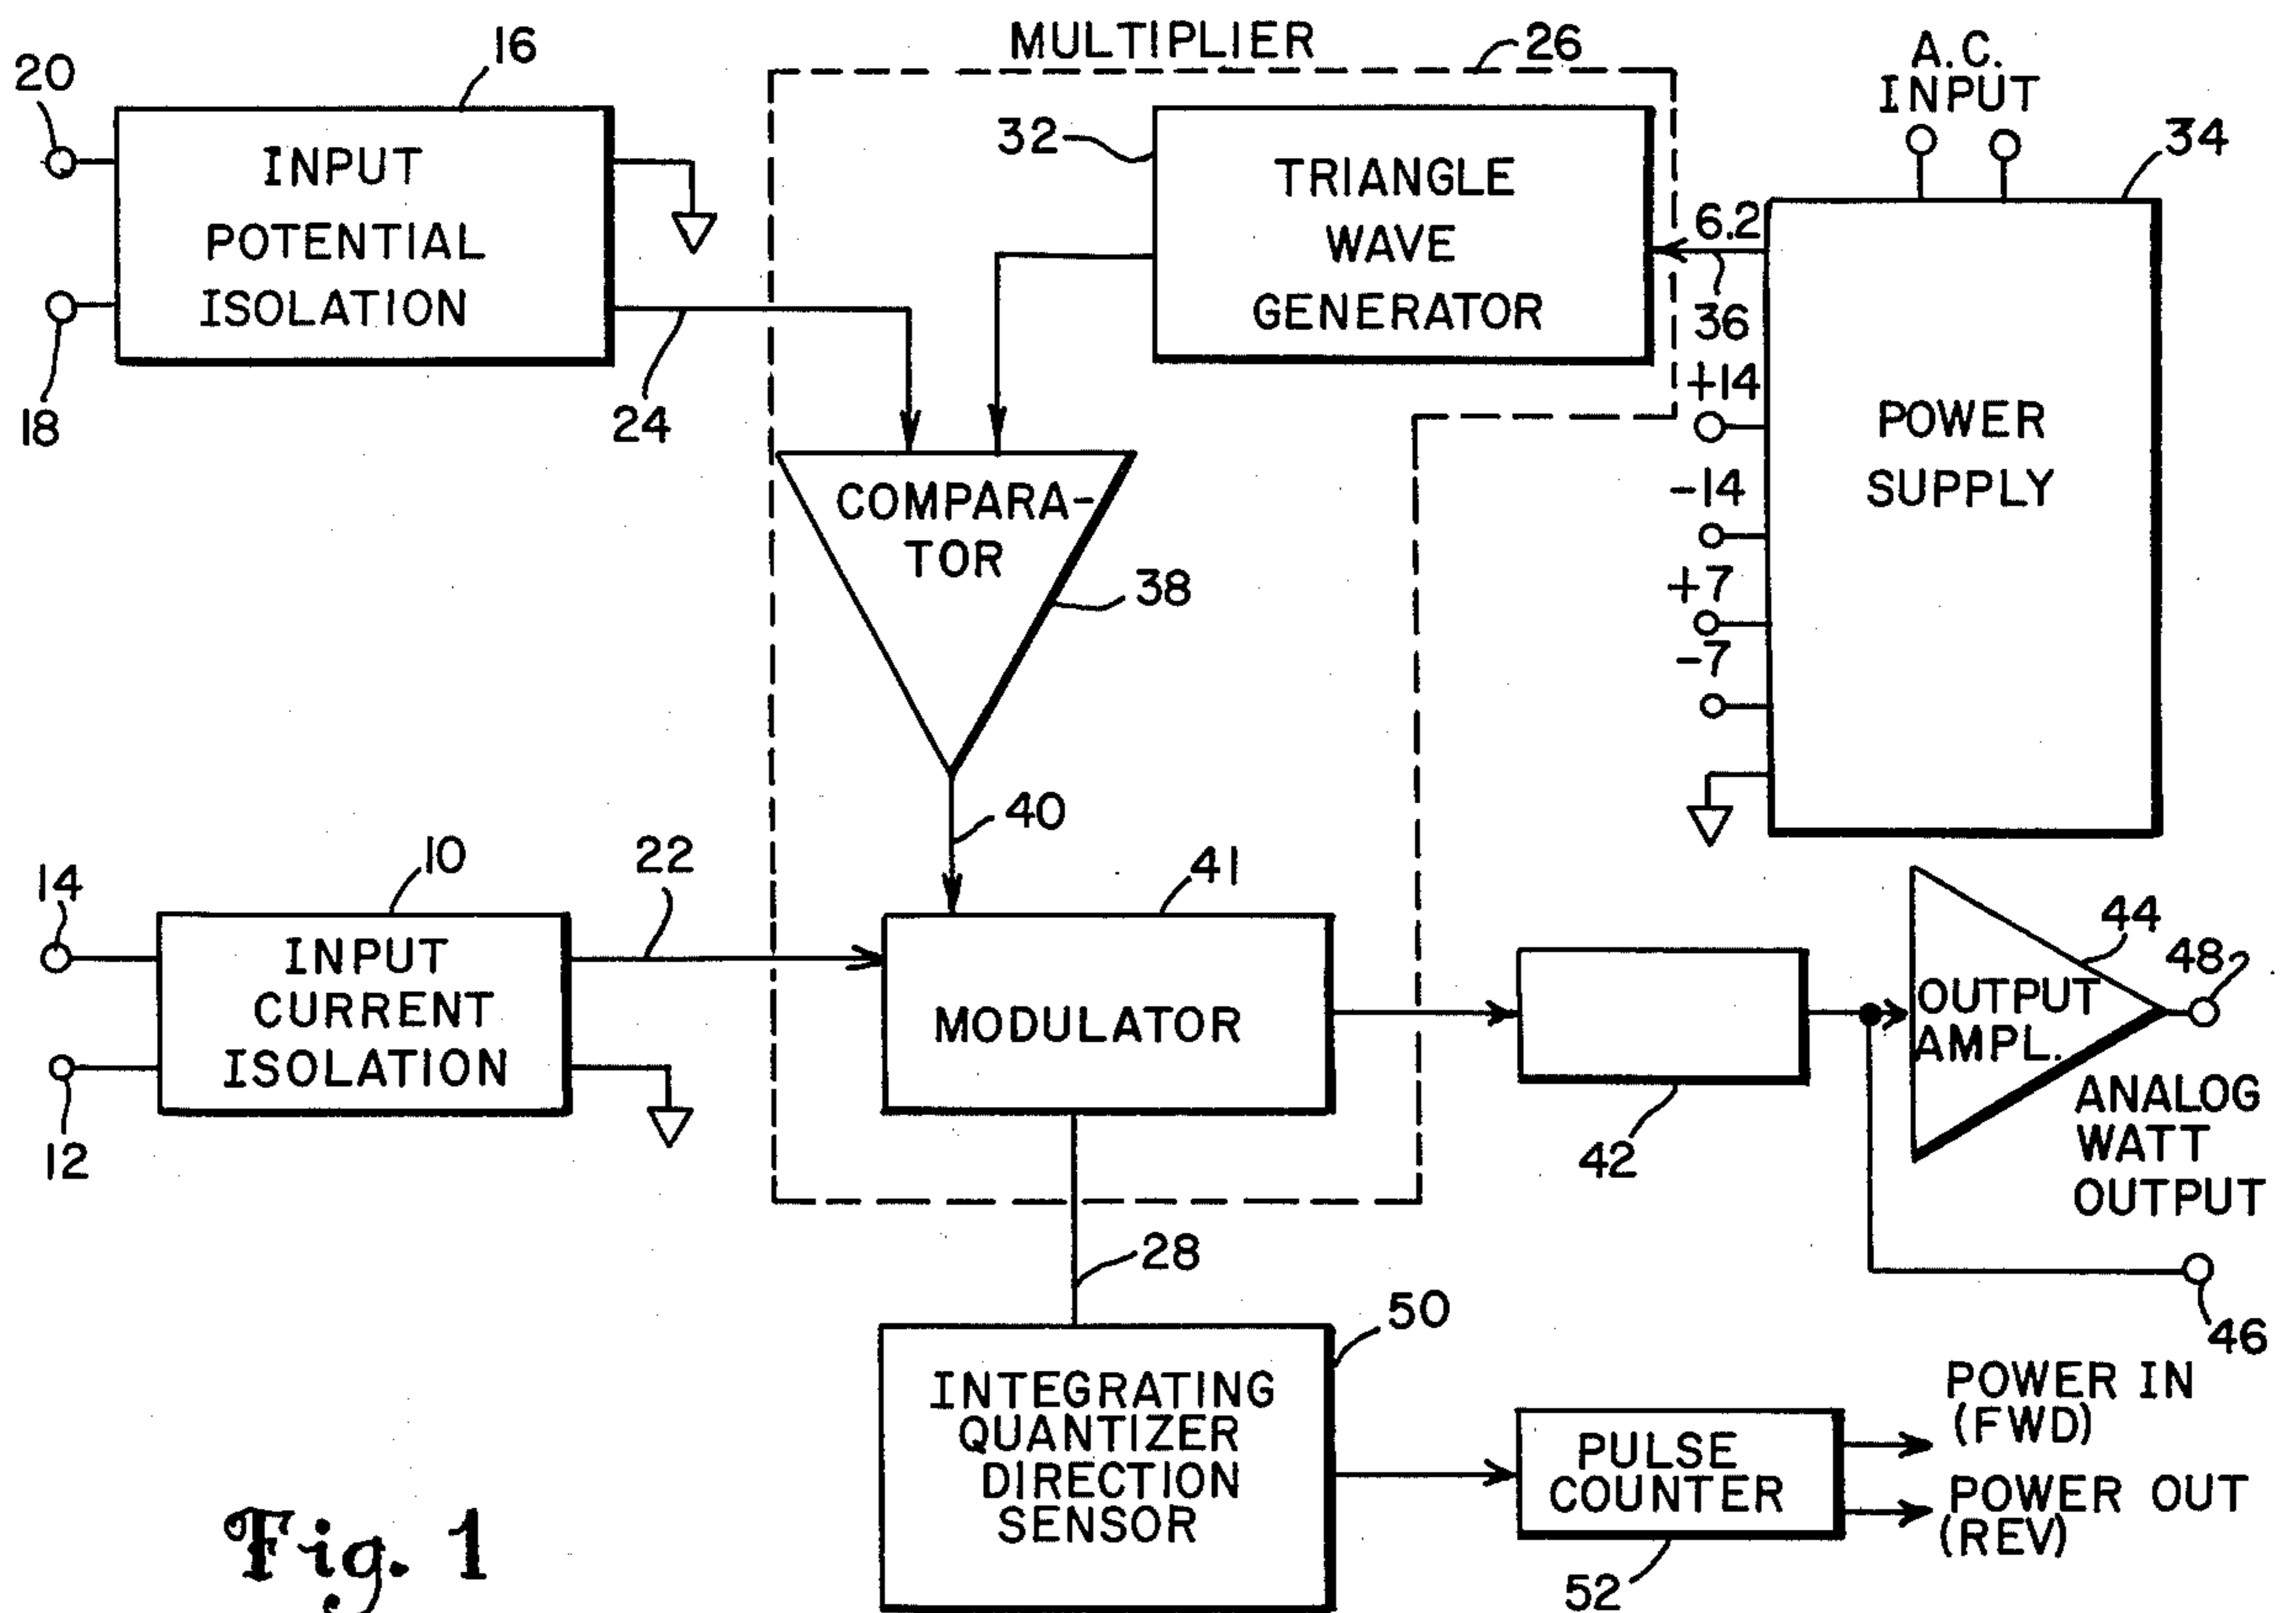 MULTIPLIER
26
16
20
INPUT
POTENTIAL
ISOLATION
18
24
32
TRIANGLE
WAVE
GENERATOR
A.C.
INPUT
34
6.2
36
+14
-14
+7
-7
POWER
SUPPLY
COMPARA-
TOR
38
40
14
10
22
INPUT
CURRENT
ISOLATION
12
41
MODULATOR
42
44
OUTPUT
AMPL.
48
ANALOG
WATT
OUTPUT
46
28
50
INTEGRATING
QUANTIZER
DIRECTION
SENSOR
PULSE
COUNTER
52
POWER IN
(FWD)
POWER OUT
(REV)
Fig. 1